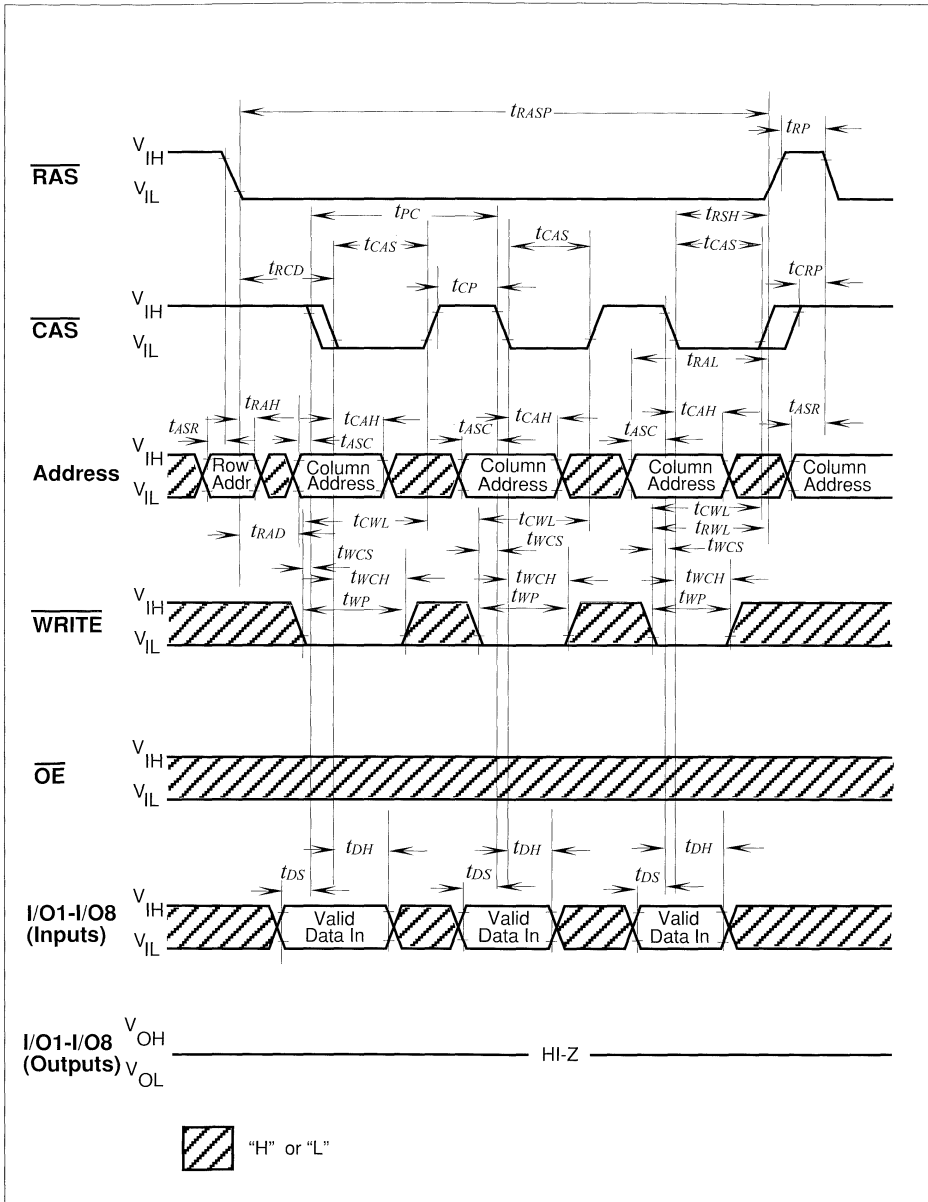 tRASP
tRP
RAS
VIH
VIL
tPC
tRSH
tCAS
tCAS
tCAS
tRCD
tCP
tCRP
CAS
VIH
VIL
tRAL
tRAH
tASR
tCAH
tASC
tASC
tCAH
tASC
tCAH
tASR
Address
VIH
VIL
Row Addr.
Column Address
Column Address
Column Address
Column Address
tCWL
tCWL
tCWL
tRAD
tRWL
tWCS
tWCS
tWCS
tWCH
tWCH
tWCH
tWP
tWP
tWP
WRITE
VIH
VIL
OE
VIH
VIL
tDH
tDH
tDH
tDS
tDS
tDS
I/O1-I/O8
(Inputs)
VIH
VIL
Valid Data In
Valid Data In
Valid Data In
I/O1-I/O8
(Outputs)
VOH
VOL
HI-Z
"H" or "L"